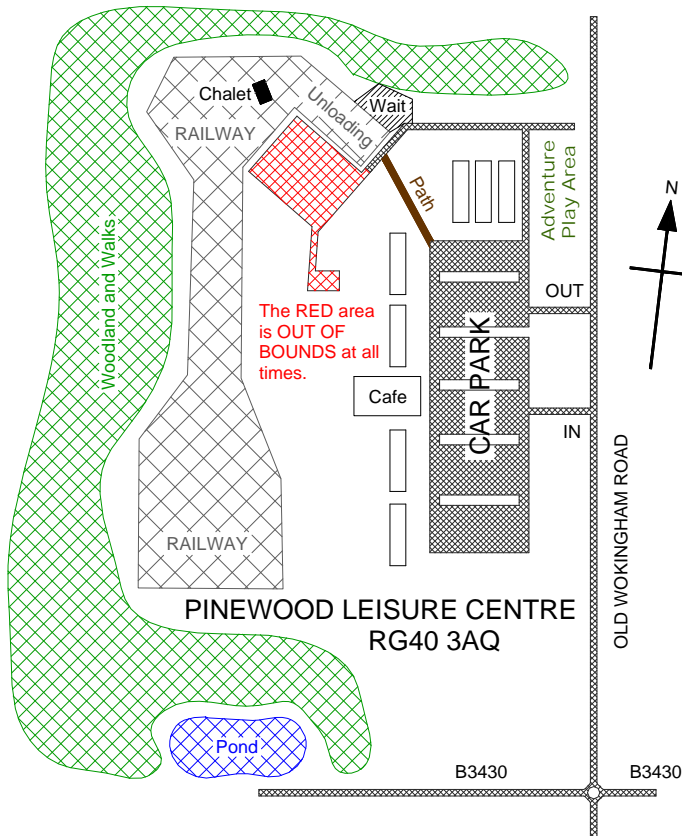 Chalet
Unloading
Wait
RAILWAY
Path
Adventure
Play Area
N
Woodland and Walks
OUT
The RED area
is OUT OF
BOUNDS at all
times.
CAR PARK
Cafe
IN
OLD WOKINGHAM ROAD
RAILWAY
PINEWOOD LEISURE CENTRE
RG40 3AQ
Pond
B3430
B3430